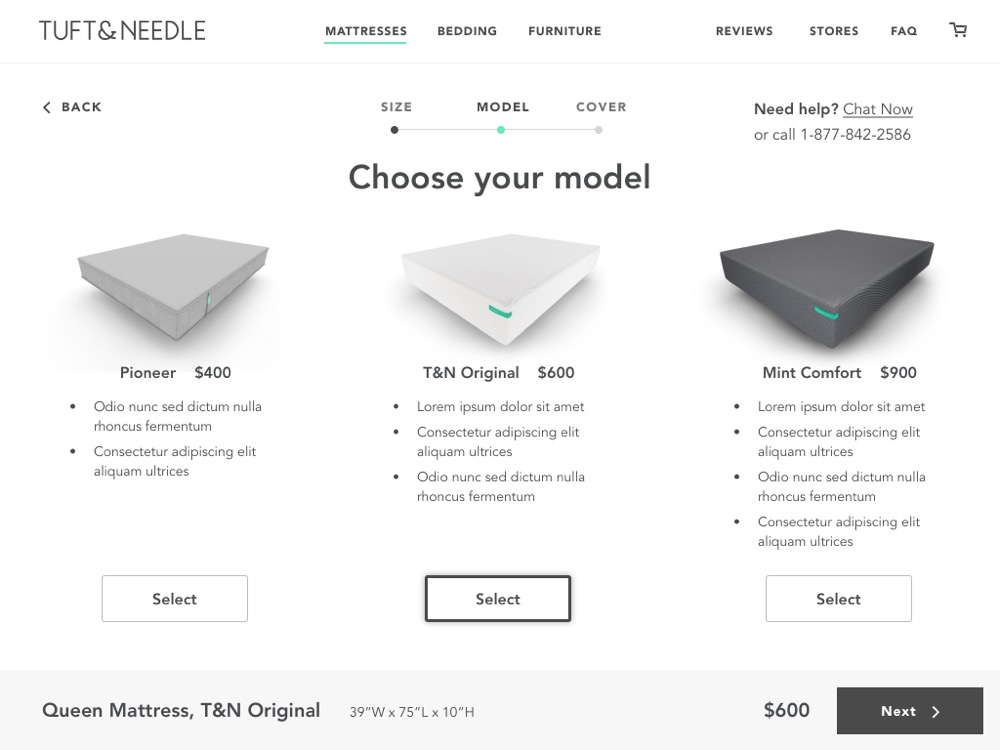 TUFT&NEEDLE
MATTRESSES BEDDING FURNITURE
REVIEWS STORES FAQ
BACK
SIZE MODEL COVER
Need help? Chat Now
or call 1-877-842-2586
Choose your model
Pioneer $400
Odio nunc sed dictum nulla
rhoncus fermentum
Consectetur adipiscing elit
aliquam ultrices
Select
T&N Original $600
Lorem ipsum dolor sit amet
Consectetur adipiscing elit
aliquam ultrices
Odio nunc sed dictum nulla
rhoncus fermentum
Select
Mint Comfort $900
Lorem ipsum dolor sit amet
Consectetur adipiscing elit
aliquam ultrices
Odio nunc sed dictum nulla
rhoncus fermentum
Consectetur adipiscing elit
aliquam ultrices
Select
Queen Mattress, T&N Original 39”W x 75”L x 10”H
$600
Next